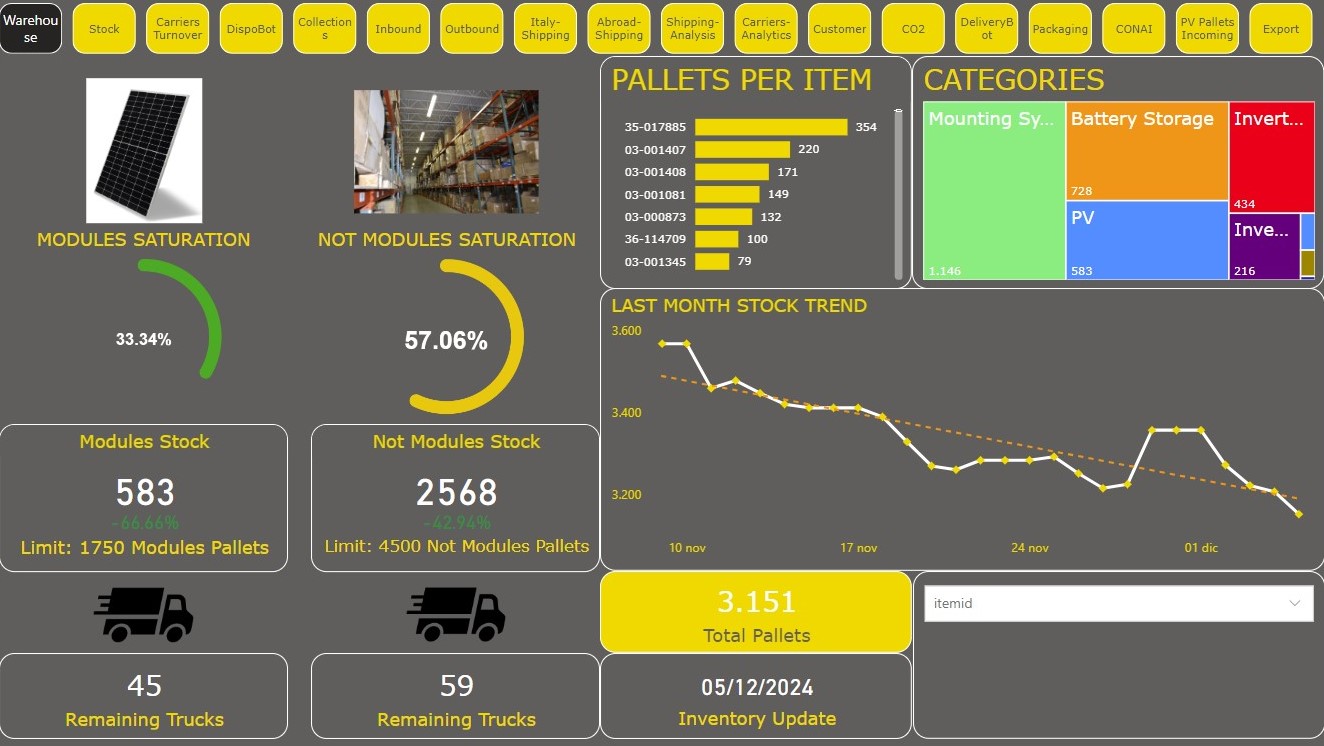 Warehou
se
Stock
Carriers
Turnover
DispoBot
Collection
s
Inbound
Outbound
Italy-
Shipping
Abroad-
Shipping
Shipping-
Analysis
Carriers-
Analytics
Customer
CO2
DeliveryB
ot
Packaging
CONAI
PV Pallets
Incoming
Export
MODULES SATURATION
33.34%
NOT MODULES SATURATION
57.06%
PALLETS PER ITEM
35-017885 354
03-001407 220
03-001408 171
03-001081 149
03-000873 132
36-114709 100
03-001345 79
CATEGORIES
Mounting Sy...
1.146
Battery Storage
728
PV
583
Invert...
434
Inve...
216
LAST MONTH STOCK TREND
3.600
3.400
3.200
10 nov 17 nov 24 nov 01 dic
Modules Stock
583
-66.66%
Limit: 1750 Modules Pallets
Not Modules Stock
2568
-42.94%
Limit: 4500 Not Modules Pallets
45
Remaining Trucks
59
Remaining Trucks
3.151
Total Pallets
05/12/2024
Inventory Update
itemid